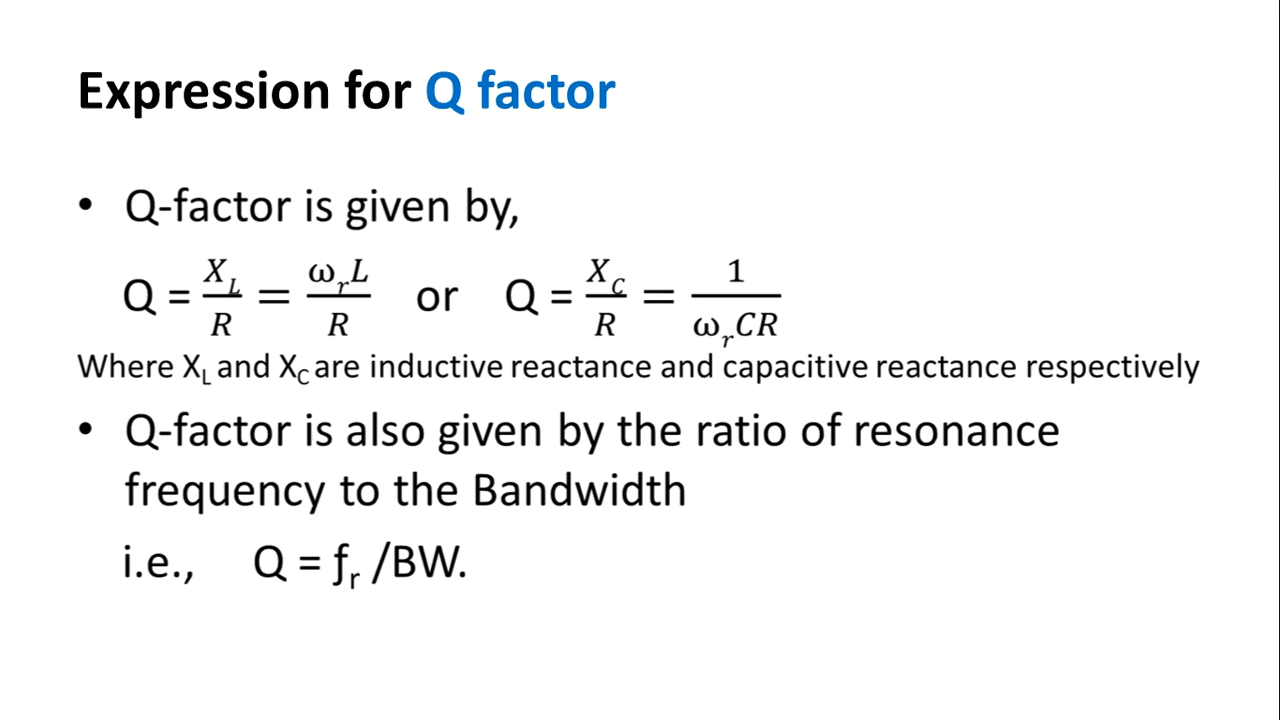 Expression for Q factor
• Q-factor is given by,
Q = X_L/R = ω_rL/R or Q = X_C/R = 1/ω_rCR
Where X_L and X_C are inductive reactance and capacitive reactance respectively
• Q-factor is also given by the ratio of resonance
frequency to the Bandwidth
i.e., Q = ƒ_r /BW.